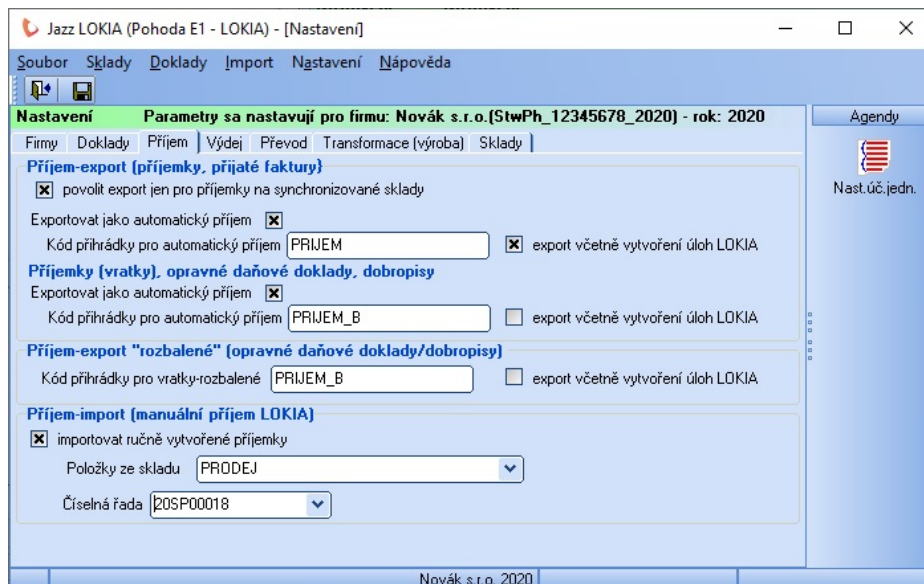 Jazz LOKIA (Pohoda E1 - LOKIA) - [Nastavení]
Soubor Sklady Doklady Import Nastavení Nápověda
Nastavení Parametry sa nastavují pro firmu: Novák s.r.o.(StwPh_12345678_2020) - rok: 2020
Agendy
Firmy Doklady Příjem Výdej Převod Transformace (výroba) Sklady
Příjem-export (příjemky, přijaté faktury)
povolit export jen pro příjemky na synchronizované sklady
Nast.úč.jedn.
Exportovat jako automatický příjem
Kód přihrádky pro automatický příjem PRIJEM export včetně vytvoření úloh LOKIA
Příjemky (vratky), opravné daňové doklady, dobropisy
Exportovat jako automatický příjem
Kód přihrádky pro automatický příjem PRIJEM_B export včetně vytvoření úloh LOKIA
Příjem-export "rozbalené" (opravné daňové doklady/dobropisy)
Kód přihrádky pro vratky-rozbalené PRIJEM_B export včetně vytvoření úloh LOKIA
Příjem-import (manuální příjem LOKIA)
importovat ručně vytvořené příjemky
Položky ze skladu PRODEJ
Číselná řada 20SP00018
Novák s.r.o. 2020